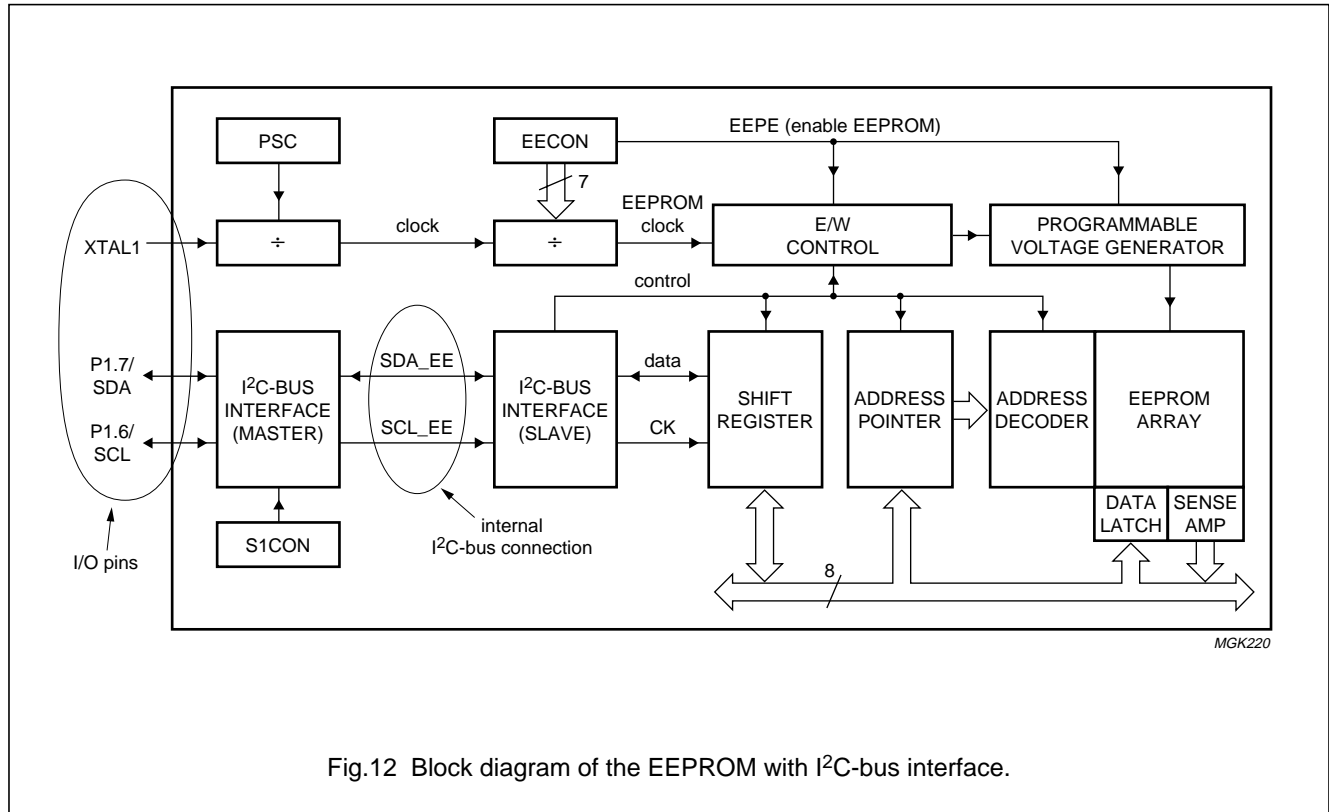 PSC
EECON
EEPE (enable EEPROM)
7
XTAL1
÷
clock
÷
EEPROM
clock
E/W
CONTROL
PROGRAMMABLE
VOLTAGE GENERATOR
control
P1.7/
SDA
P1.6/
SCL
I²C-BUS
INTERFACE
(MASTER)
SDA_EE
SCL_EE
I²C-BUS
INTERFACE
(SLAVE)
data
CK
SHIFT
REGISTER
ADDRESS
POINTER
ADDRESS
DECODER
EEPROM
ARRAY
DATA
LATCH
SENSE
AMP
I/O pins
S1CON
internal
I²C-bus connection
8
MGK220
Fig.12 Block diagram of the EEPROM with I²C-bus interface.